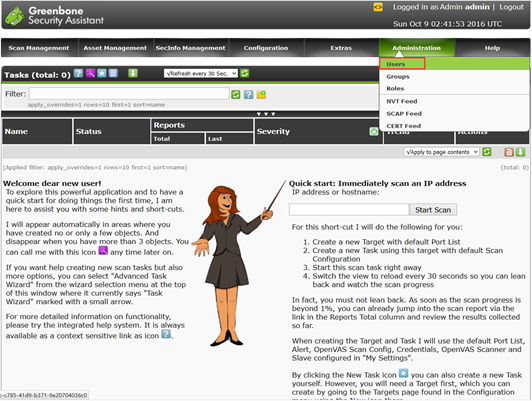 Greenbone
Security Assistant
Logged in as Admin admin | Logout
Sun Oct 9 02:41:53 2016 UTC
Scan Management
Asset Management
SecInfo Management
Configuration
Extras
Administration
Help
Users
Groups
Roles
NVT Feed
SCAP Feed
CERT Feed
Tasks (total: 0)
√Refresh every 30 Sec.
Filter:
apply_overrides=1 rows=10 first=1 sort=name
Name
Status
Reports
Total
Last
Severity
Trend
Actions
√Apply to page contents
(Applied filter: apply_overrides=1 rows=10 first=1 sort=name)
(total: 0)
Welcome dear new user!
To explore this powerful application and to have a
quick start for doing things the first time, I am
here to assist you with some hints and short-cuts.
I will appear automatically in areas where you
have created no or only a few objects. And
disappear when you have more than 3 objects. You
can call me with this icon any time later on.
If you want help creating new scan tasks but also
more options, you can select "Advanced Task
Wizard" from the wizard selection menu at the top
of this window where it currently says "Task
Wizard" marked with a small arrow.
For more detailed information on functionality,
please try the integrated help system. It is always
available as a context sensitive link as icon ?.
Quick start: Immediately scan an IP address
IP address or hostname:
Start Scan
For this short-cut I will do the following for you:
1. Create a new Target with default Port List
2. Create a new Task using this target with default Scan
Configuration
3. Start this scan task right away
4. Switch the view to reload every 30 seconds so you can lean
back and watch the scan progress
In fact, you must not lean back. As soon as the scan progress is
beyond 1%, you can already jump into the scan report via the
link in the Reports Total column and review the results collected
so far.
When creating the Target and Task I will use the default Port List,
Alert, OpenVAS Scan Config, Credentials, OpenVAS Scanner and
Slave configured in "My Settings".
By clicking the New Task icon you can also create a new Task
yourself. However, you will need a Target first, which you can
create by going to the Targets page found in the Configuration
c-c785-41d9-b371-9e20704036c0